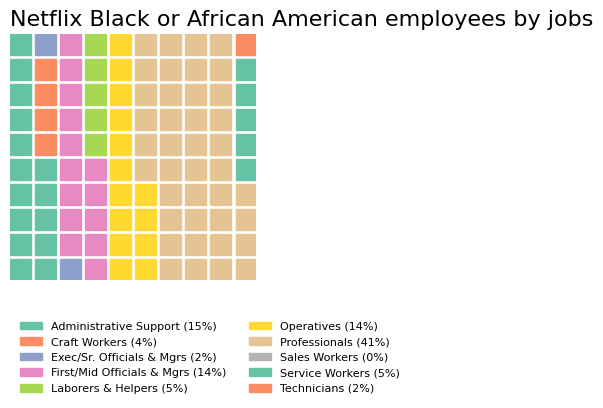 Netflix Black or African American employees by jobs
Administrative Support (15%)
Craft Workers (4%)
Exec/Sr. Officials & Mgrs (2%)
First/Mid Officials & Mgrs (14%)
Laborers & Helpers (5%)
Operatives (14%)
Professionals (41%)
Sales Workers (0%)
Service Workers (5%)
Technicians (2%)